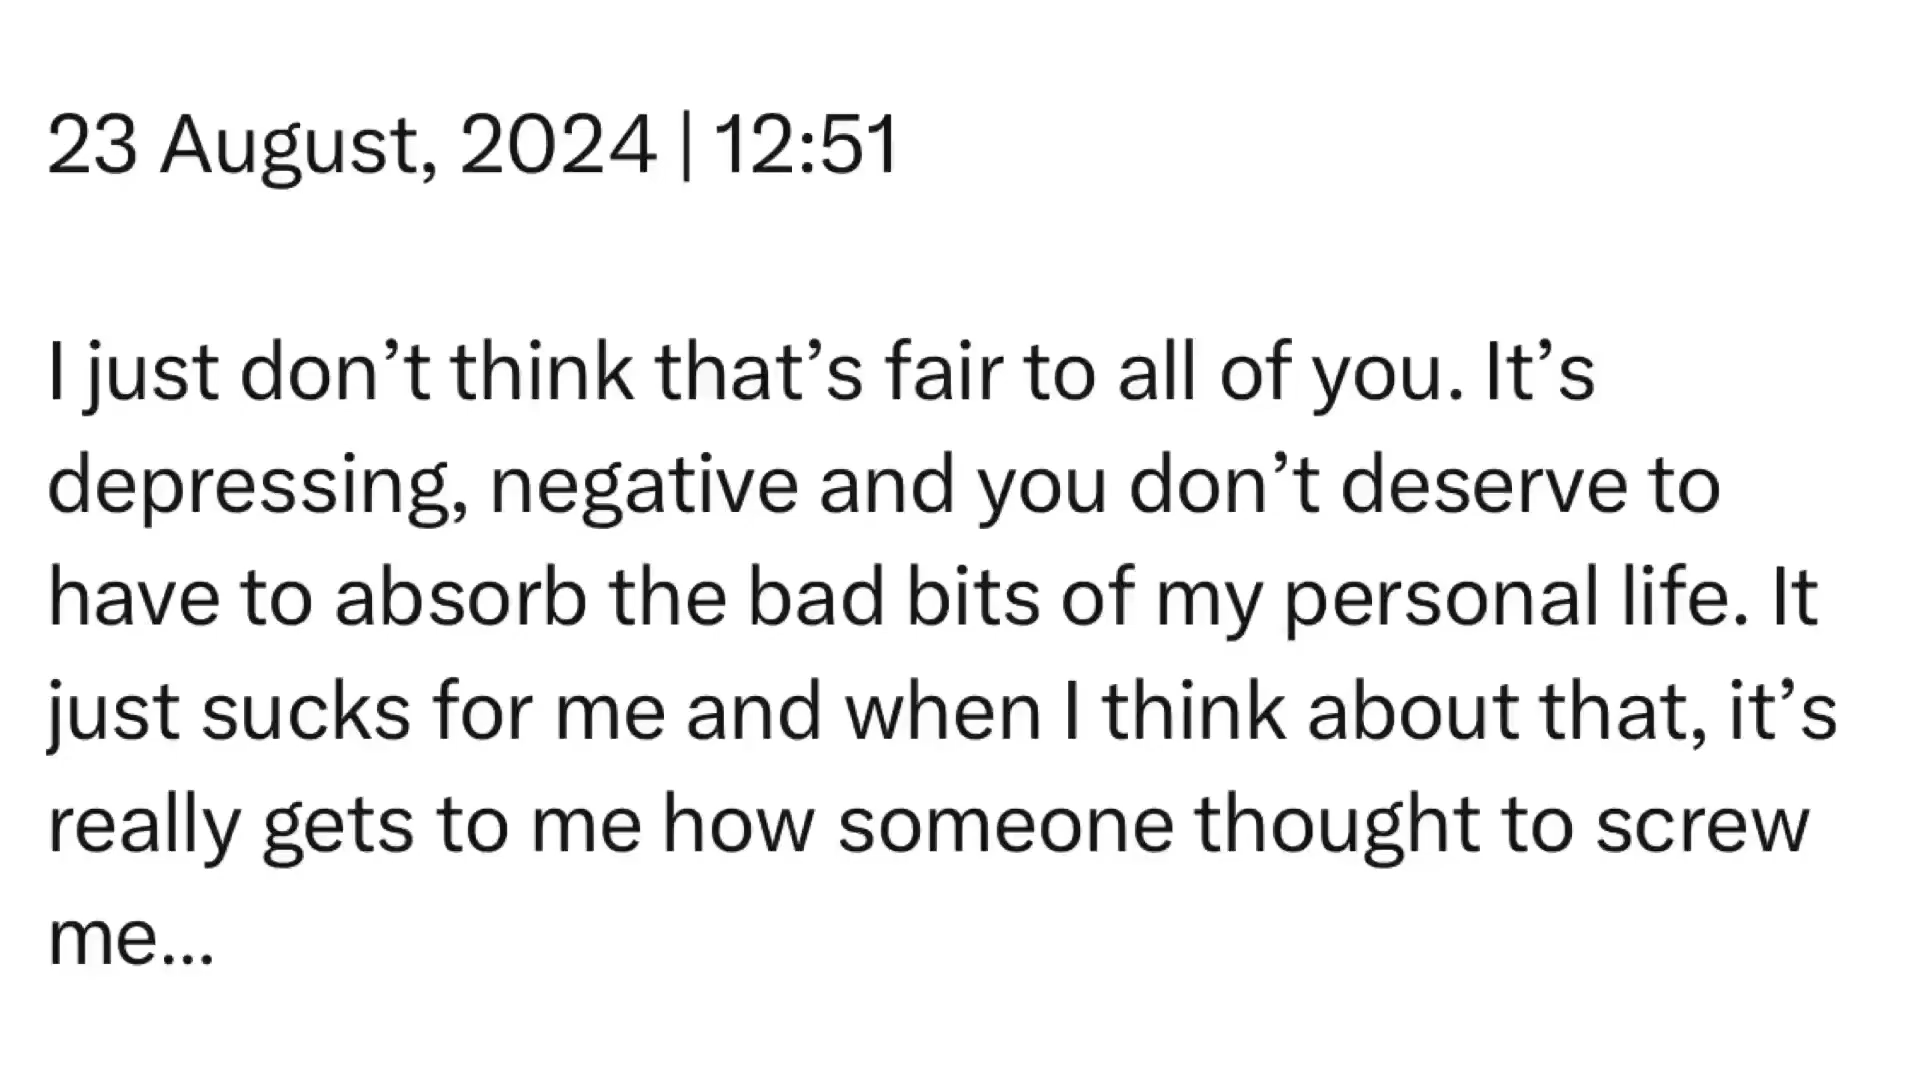 23 August, 2024 | 12:51
I just don’t think that’s fair to all of you. It’s
depressing, negative and you don’t deserve to
have to absorb the bad bits of my personal life. It
just sucks for me and when I think about that, it’s
really gets to me how someone thought to screw
me...